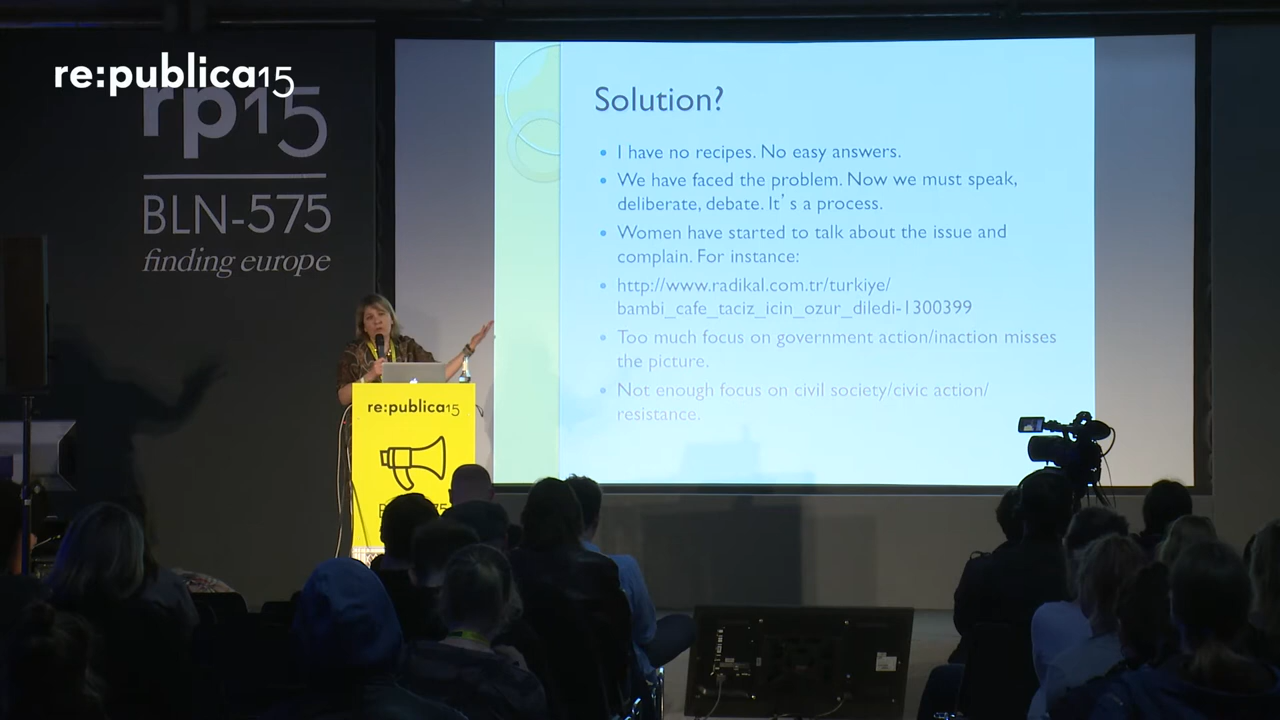 re:publica15
rp15
BLN-575
finding europe
Solution?
• I have no recipes. No easy answers.
• We have faced the problem. Now we must speak,
deliberate, debate. It's a process.
• Women have started to talk about the issue and
complain. For instance:
• http://www.radikal.com.tr/turkiye/
bambi_cafe_taciz_icin_ozur_diledi-1300399
• Too much focus on government action/inaction misses
the picture.
• Not enough focus on civil society/civic action/
resistance.
re:publica15